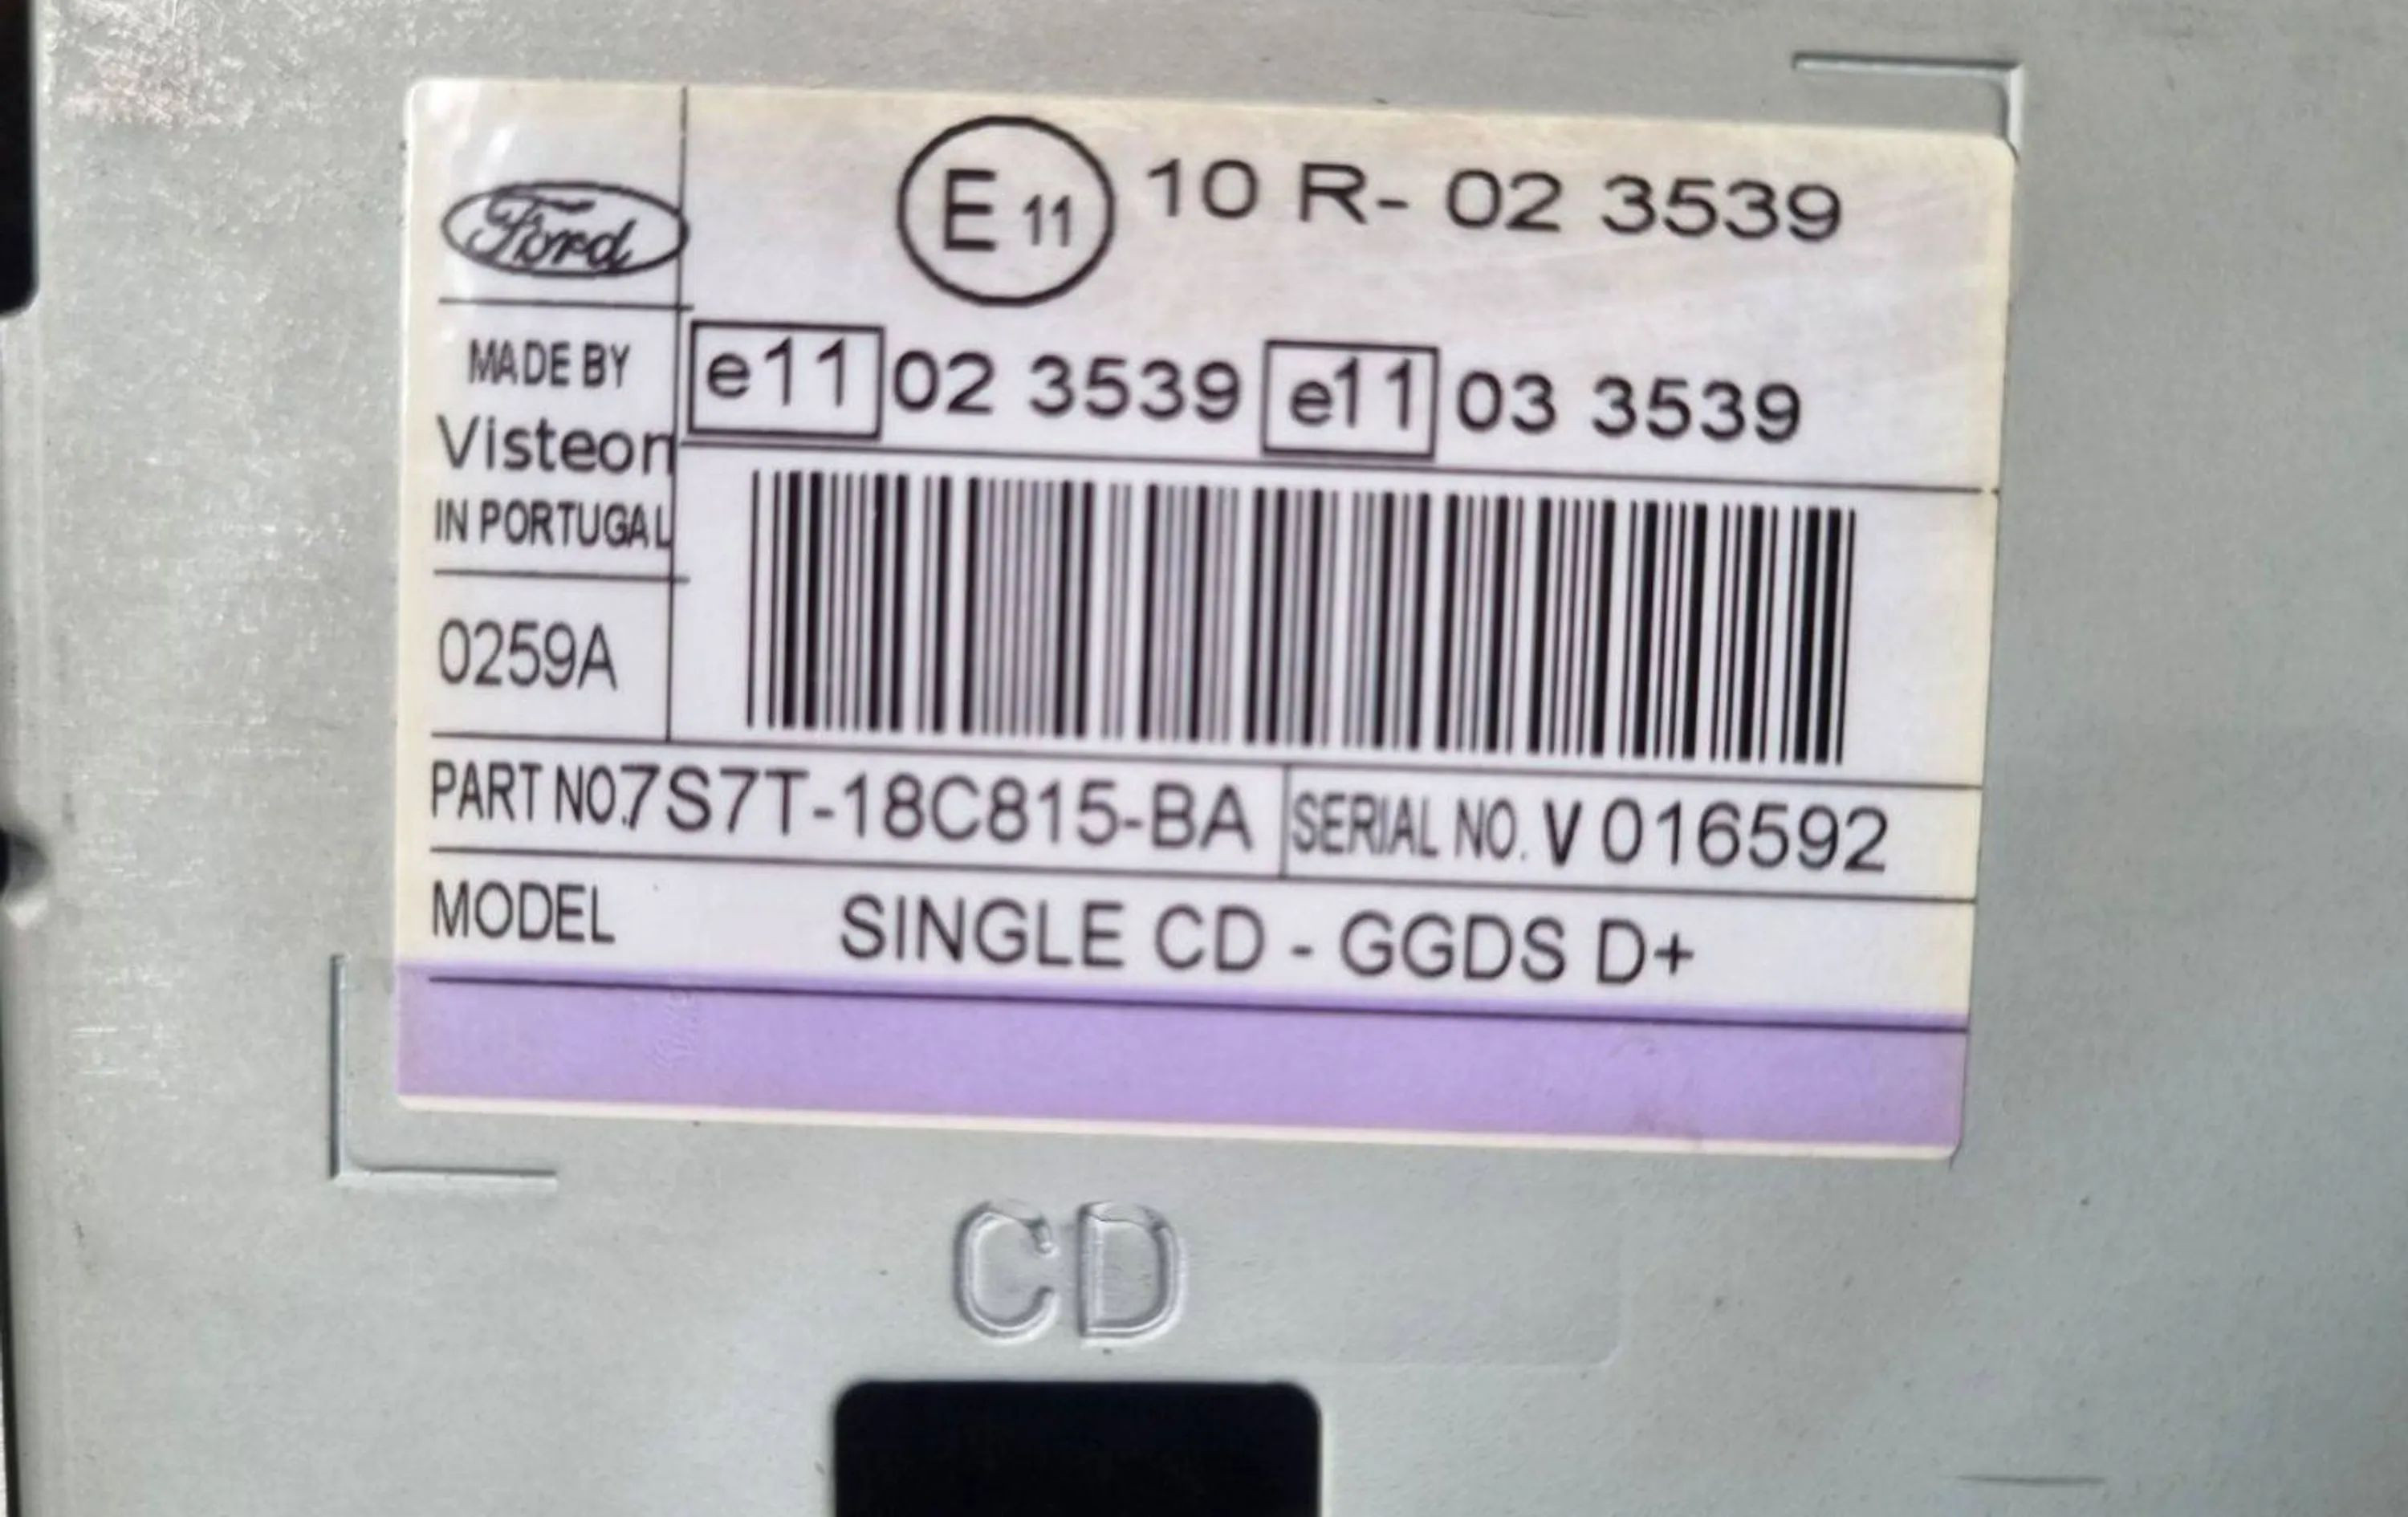 Ford
E 11 10 R- 02 3539
e11 02 3539 e11 03 3539
MADE BY
Visteon
IN PORTUGAL
0259A
PART NO.7S7T-18C815-BA SERIAL NO. V 016592
MODEL SINGLE CD - GGDS D+
CD